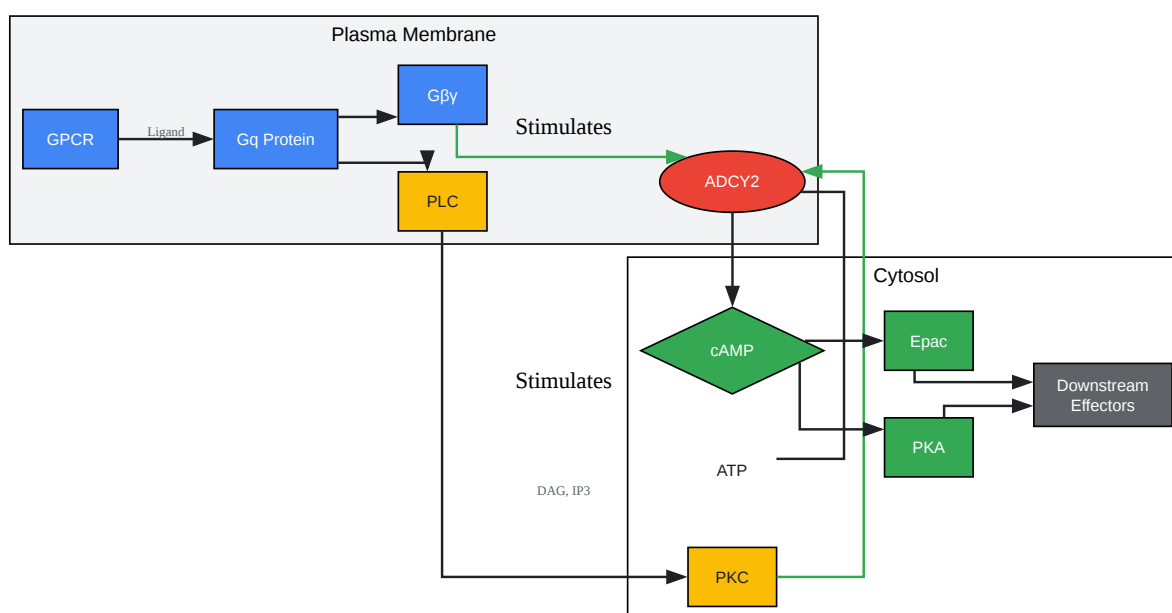 Plasma Membrane
Gβγ
GPCR
Ligand
Gq Protein
Stimulates
PLC
ADCY2
Cytosol
cAMP
Epac
Stimulates
Downstream
Effectors
PKA
ATP
DAG, IP3
PKC